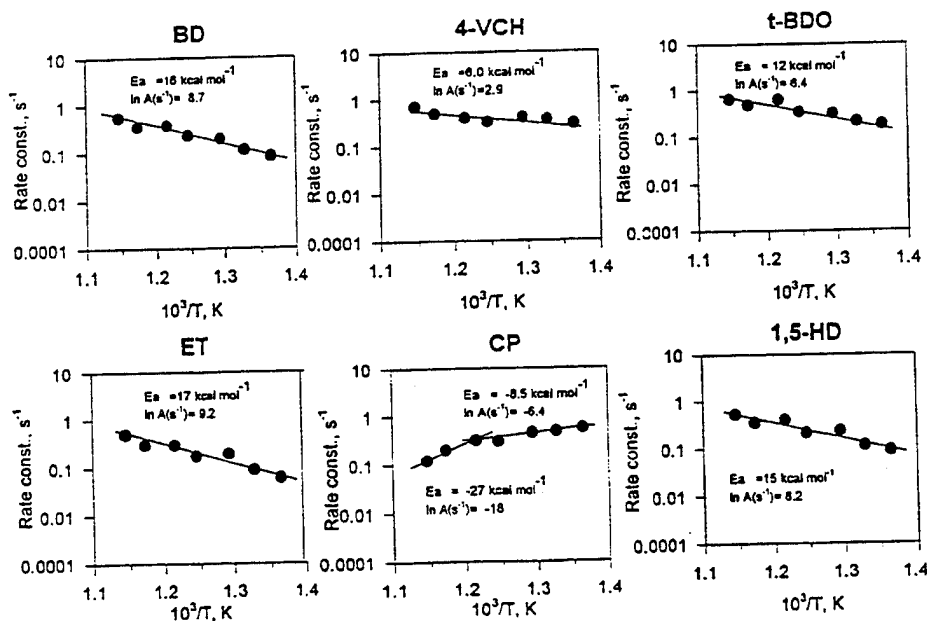 BD
Ea =16 kcal mol⁻¹
ln A(s⁻¹)= 8.7
Rate const., s⁻¹
10
1
0.1
0.01
0.0001
1.1 1.2 1.3 1.4
10³/T, K
4-VCH
Ea =6.0 kcal mol⁻¹
ln A(s⁻¹)=2.9
Rate const., s⁻¹
10
1
0.1
0.01
0.0001
1.1 1.2 1.3 1.4
10³/T, K
t-BDO
Ea = 12 kcal mol⁻¹
ln A(s⁻¹)= 6.4
Rate const., s⁻¹
10
1
0.1
0.01
0.0001
1.1 1.2 1.3 1.4
10³/T, K
ET
Ea =17 kcal mol⁻¹
ln A(s⁻¹)= 9.2
Rate const., s⁻¹
10
1
0.1
0.01
0.0001
1.1 1.2 1.3 1.4
10³/T, K
CP
Ea = -8.5 kcal mol⁻¹
ln A(s⁻¹)= -6.4
Ea = -27 kcal mol⁻¹
ln A(s⁻¹)= -18
Rate const., s⁻¹
10
1
0.1
0.01
0.0001
1.1 1.2 1.3 1.4
10³/T, K
1,5-HD
Ea =15 kcal mol⁻¹
ln A(s⁻¹)= 8.2
Rate const., s⁻¹
10
1
0.1
0.01
0.0001
1.1 1.2 1.3 1.4
10³/T, K